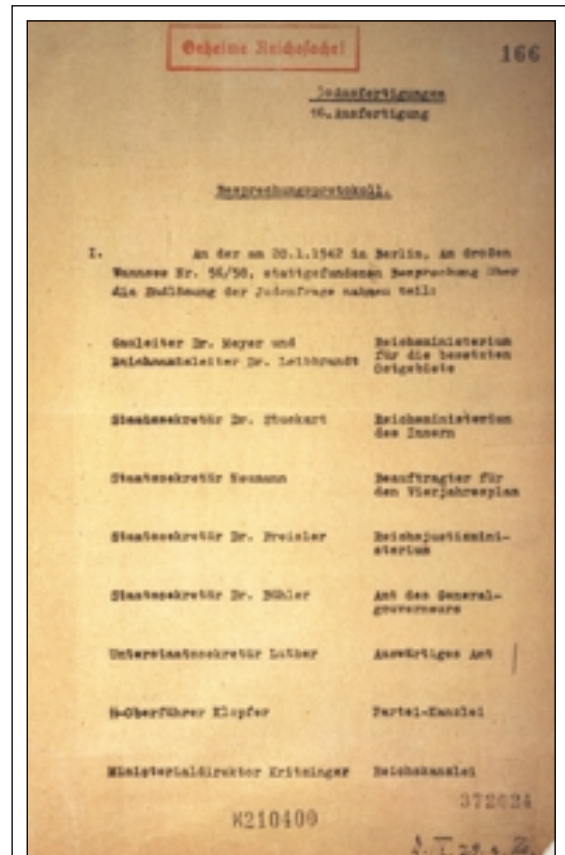 Geheime Reichssache!
166
16. Ausfertigung
Besprechungsprotokoll.
I. An der am 20.1.1942 in Berlin, Am Großen
Wannsee Nr. 56/58, stattgefundenen Besprechung über
die Endlösung der Judenfrage nahmen teil:
Gauleiter Dr. Meyer und
Reichsamtsleiter Dr. Leibbrandt
Reichsministerium
für die besetzten
Ostgebiete
Staatssekretär Dr. Stuckart
Reichsministerium
des Innern
Staatssekretär Neumann
Beauftragter für
den Vierjahresplan
Staatssekretär Dr. Freisler
Reichsjustizmini-
sterium
Staatssekretär Dr. Bühler
Amt des General-
gouverneurs
Unterstaatssekretär Luther
Auswärtiges Amt
SS-Oberführer Klopfer
Partei-Kanzlei
Ministerialdirektor Kritzinger
Reichskanzlei
372024
K210400